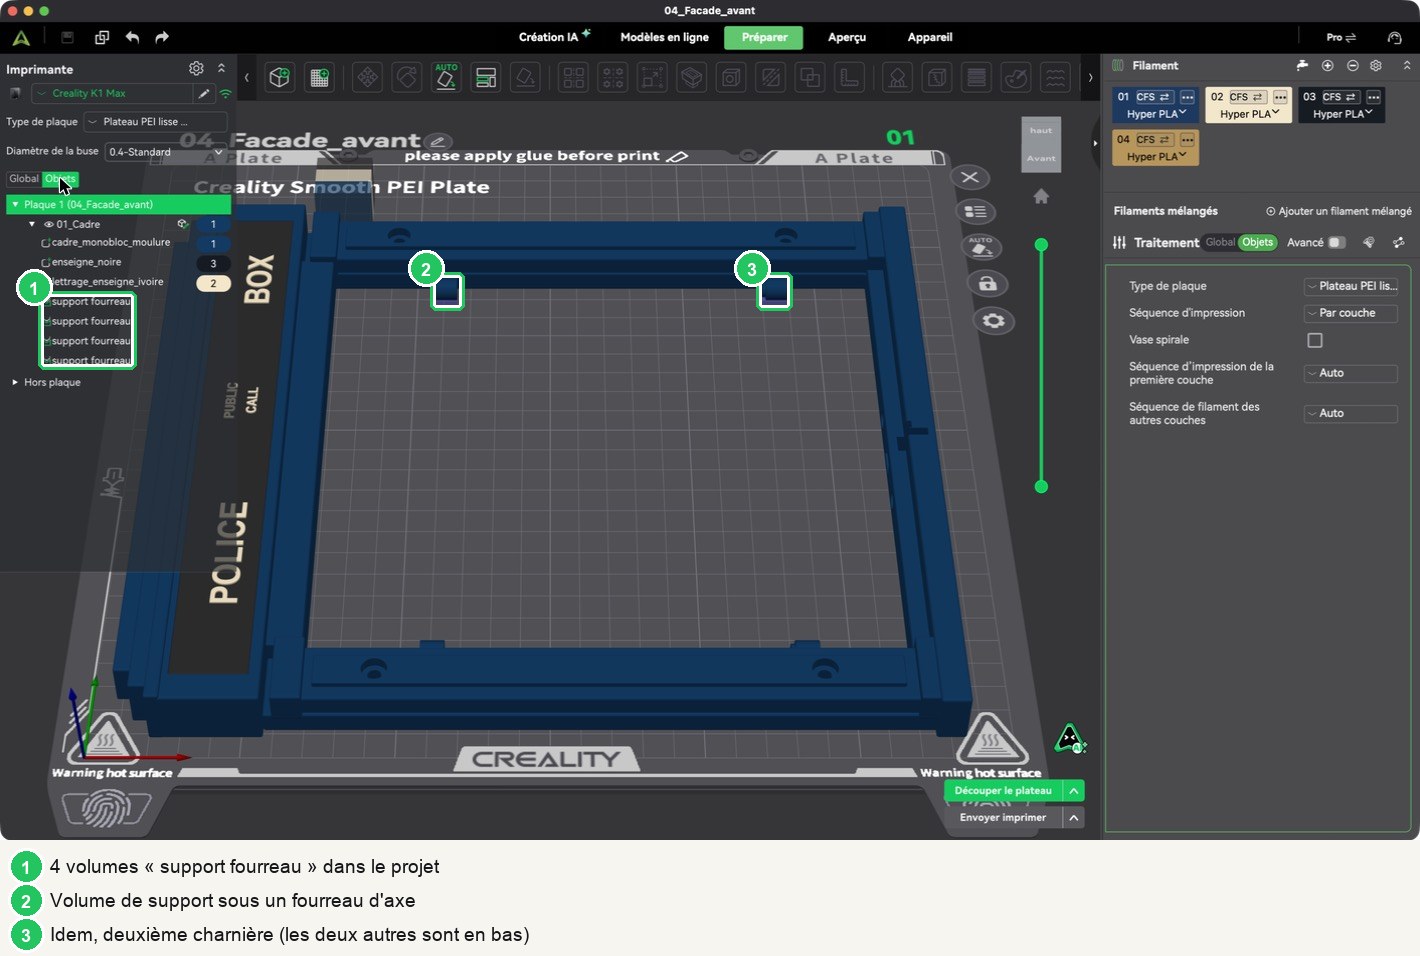 04_Facade_avant
Création IA
Modèles en ligne
Préparer
Aperçu
Appareil
Pro
Imprimante
Creality K1 Max
Type de plaque
Plateau PEI lisse ...
Diamètre de la buse
0.4-Standard
Global
Objets
Plaque 1 (04_Facade_avant)
01_Cadre
1
cadre_monobloc_moulure
1
enseigne_noire
3
lettrage_enseigne_ivoire
2
1
support fourreau
support fourreau
support fourreau
support fourreau
Hors plaque
AUTO
04_Facade_avant
01
A Plate
please apply glue before print
A Plate
Creality Smooth PEI Plate
haut
Avant
AUTO
2
3
POLICE
PUBLIC
CALL
BOX
CREALITY
Warning hot surface
Warning hot surface
AI
Découper le plateau
Envoyer imprimer
Filament
01 CFS
Hyper PLA
02 CFS
Hyper PLA
03 CFS
Hyper PLA
04 CFS
Hyper PLA
Filaments mélangés
Ajouter un filament mélangé
Traitement
Global
Objets
Avancé
Type de plaque
Plateau PEI lis...
Séquence d'impression
Par couche
Vase spirale
Séquence d'impression de la
première couche
Auto
Séquence de filament des
autres couches
Auto
1 4 volumes « support fourreau » dans le projet
2 Volume de support sous un fourreau d'axe
3 Idem, deuxième charnière (les deux autres sont en bas)